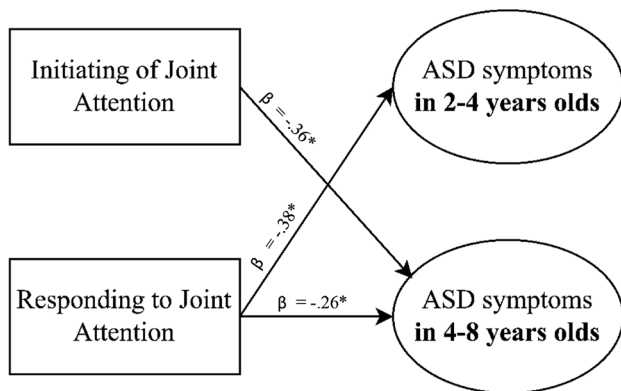 Initiating of Joint
Attention
ASD symptoms
in 2-4 years olds
β = -.36*
β = -.38*
Responding to Joint
Attention
β = -.26*
ASD symptoms
in 4-8 years olds